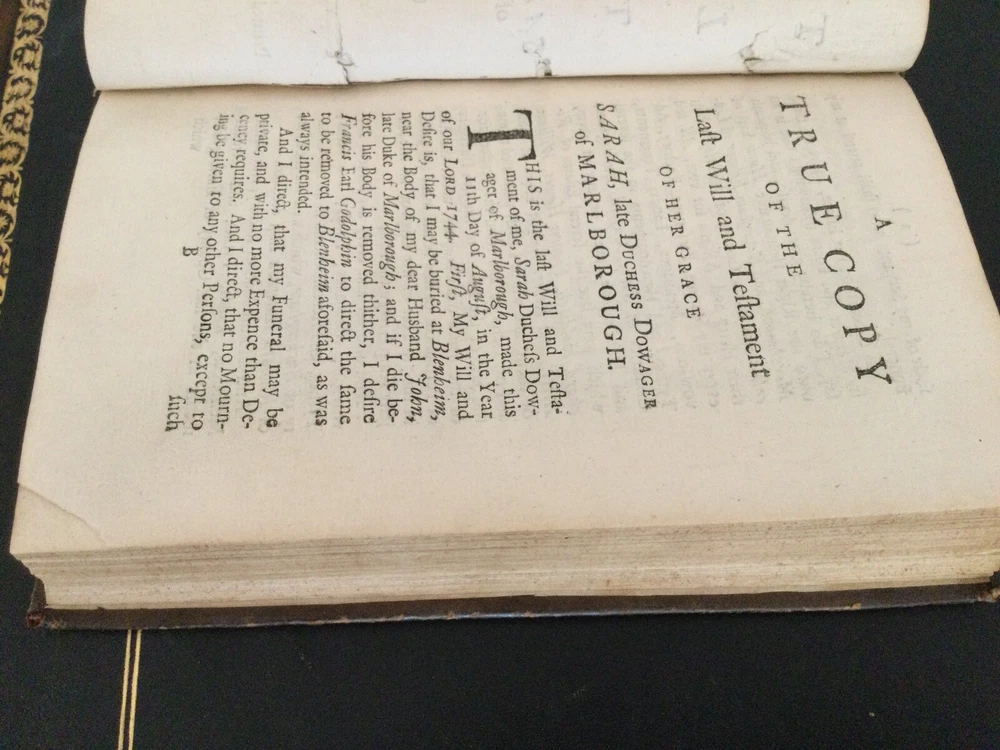 A
TRUE COPY
OF THE
Laſt Will and Teſtament
OF HER GRACE
SARAH, late DUCHESS DOWAGER
of MARLBOROUGH.
THIS is the laſt Will and Teſta-
ment of me, Sarah Ducheſs Dow-
ager of Marlborough, made this
11th Day of Auguſt, in the Year
of our LORD 1744. Firſt, My Will and
Deſire is, that I may be buried at Blenheim,
near the Body of my dear Husband John,
late Duke of Marlborough; and if I die be-
fore his Body is removed thither, I deſire
Francis Earl Godolphin to direct the ſame
to be removed to Blenheim aforeſaid, as was
always intended.
And I direct, that my Funeral may be
private, and with no more Expence than De-
cency requires. And I direct, that no Mourn-
ing be given to any other Perſons, except to
B
ſuch